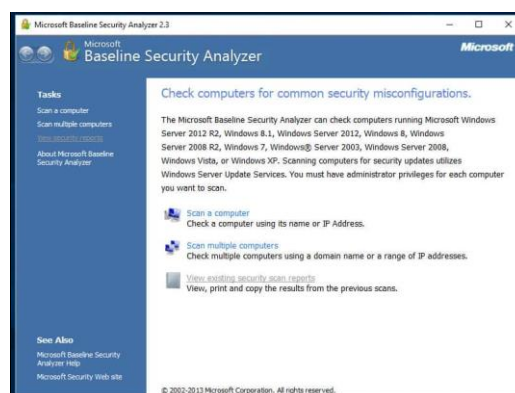 Microsoft Baseline Security Analyzer 2.3
Microsoft
Baseline Security Analyzer
Microsoft
Tasks
Scan a computer
Scan multiple computers
View security reports
About Microsoft Baseline
Security Analyzer
See Also
Microsoft Baseline Security
Analyzer Help
Microsoft Security Web site
Check computers for common security misconfigurations.
The Microsoft Baseline Security Analyzer can check computers running Microsoft Windows
Server 2012 R2, Windows 8.1, Windows Server 2012, Windows 8, Windows
Server 2008 R2, Windows 7, Windows® Server 2003, Windows Server 2008,
Windows Vista, or Windows XP. Scanning computers for security updates utilizes
Windows Server Update Services. You must have administrator privileges for each computer
you want to scan.
Scan a computer
Check a computer using its name or IP Address.
Scan multiple computers
Check multiple computers using a domain name or a range of IP addresses.
View existing security scan reports
View, print and copy the results from the previous scans.
© 2002-2013 Microsoft Corporation. All rights reserved.